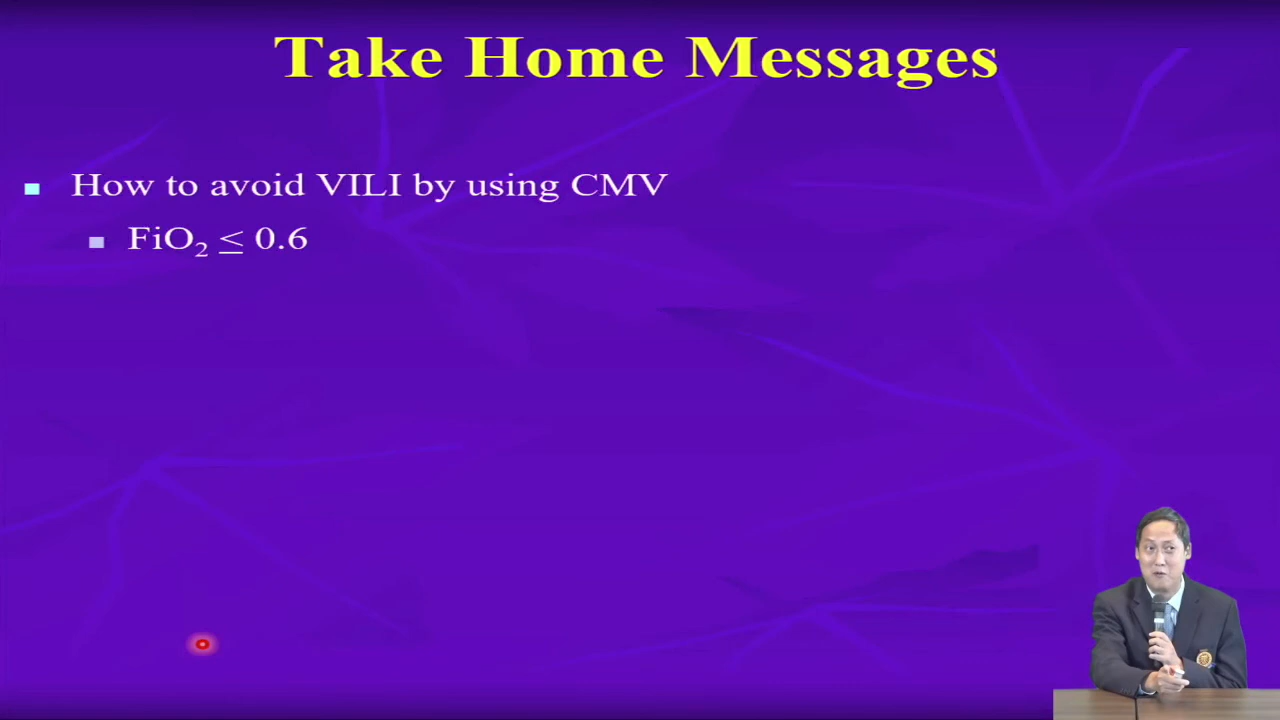 Take Home Messages
How to avoid VILI by using CMV
FiO₂ ≤ 0.6